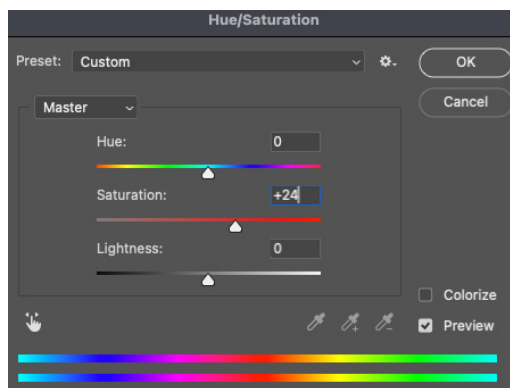 Hue/Saturation
Preset: Custom
OK
Cancel
Master
Hue: 0
Saturation: +24
Lightness: 0
Colorize
Preview